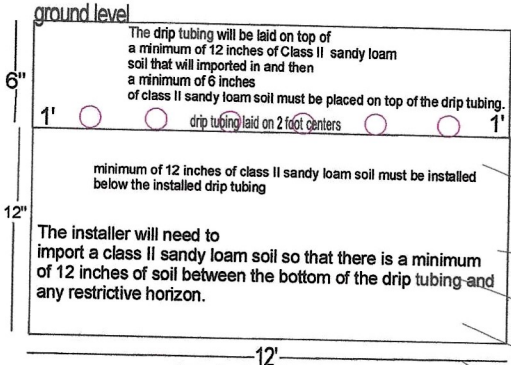 ground level
The drip tubing will be laid on top of
a minimum of 12 inches of Class II sandy loam
soil that will imported in and then
a minimum of 6 inches
of class II sandy loam soil must be placed on top of the drip tubing.
6"
1'
drip tubing laid on 2 foot centers
1'
minimum of 12 inches of class II sandy loam soil must be installed
below the installed drip tubing
12"
The installer will need to
import a class II sandy loam soil so that there is a minimum
of 12 inches of soil between the bottom of the drip tubing and
any restrictive horizon.
12'